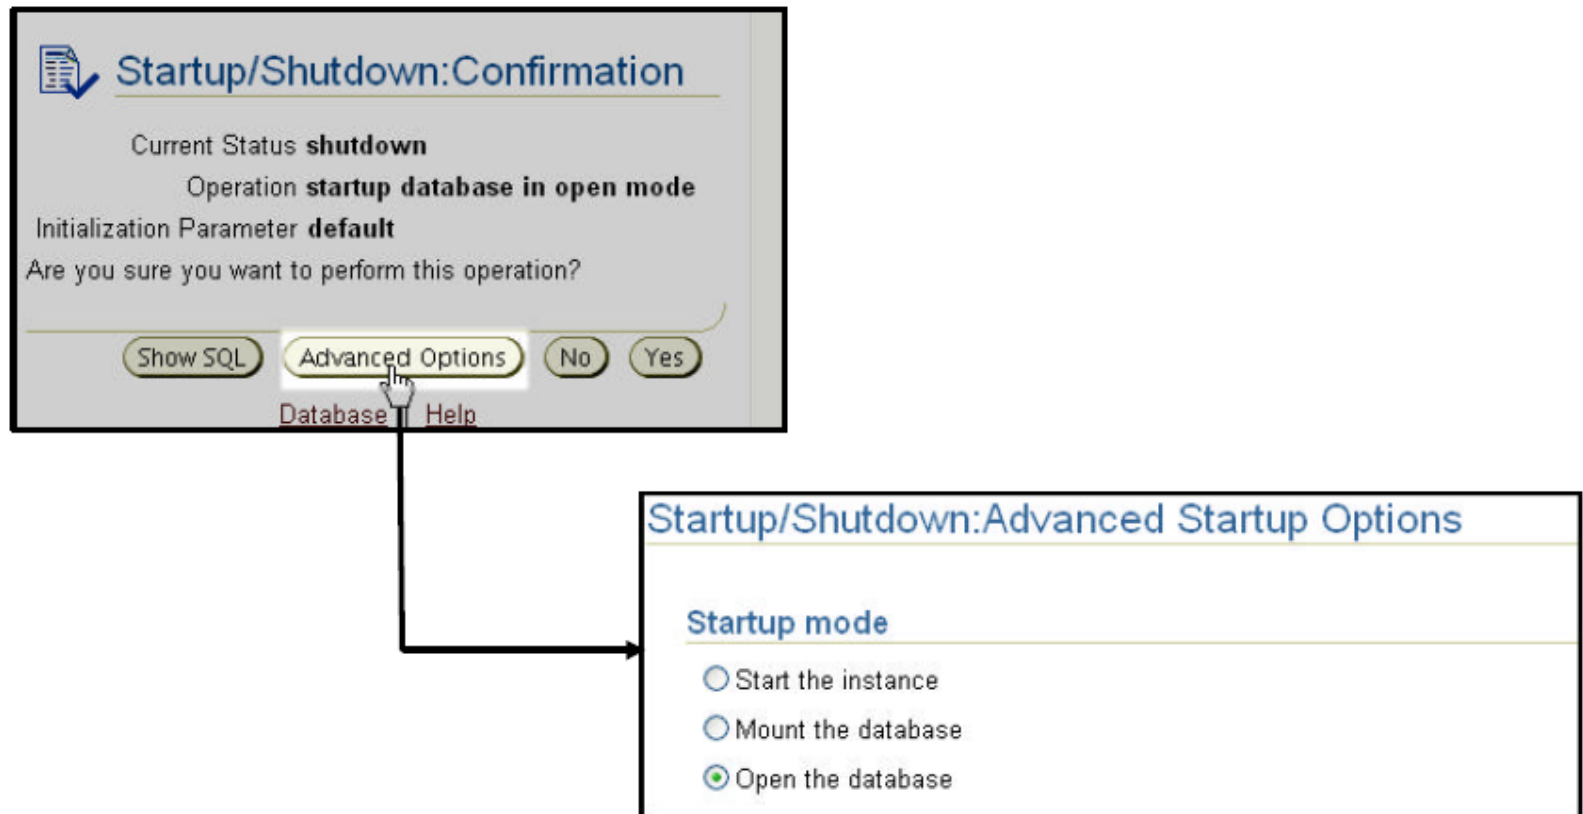 Startup/Shutdown:Confirmation
Current Status shutdown
Operation startup database in open mode
Initialization Parameter default
Are you sure you want to perform this operation?
Show SQL Advanced Options No Yes
Database | Help
Startup/Shutdown:Advanced Startup Options
Startup mode
Start the instance
Mount the database
Open the database